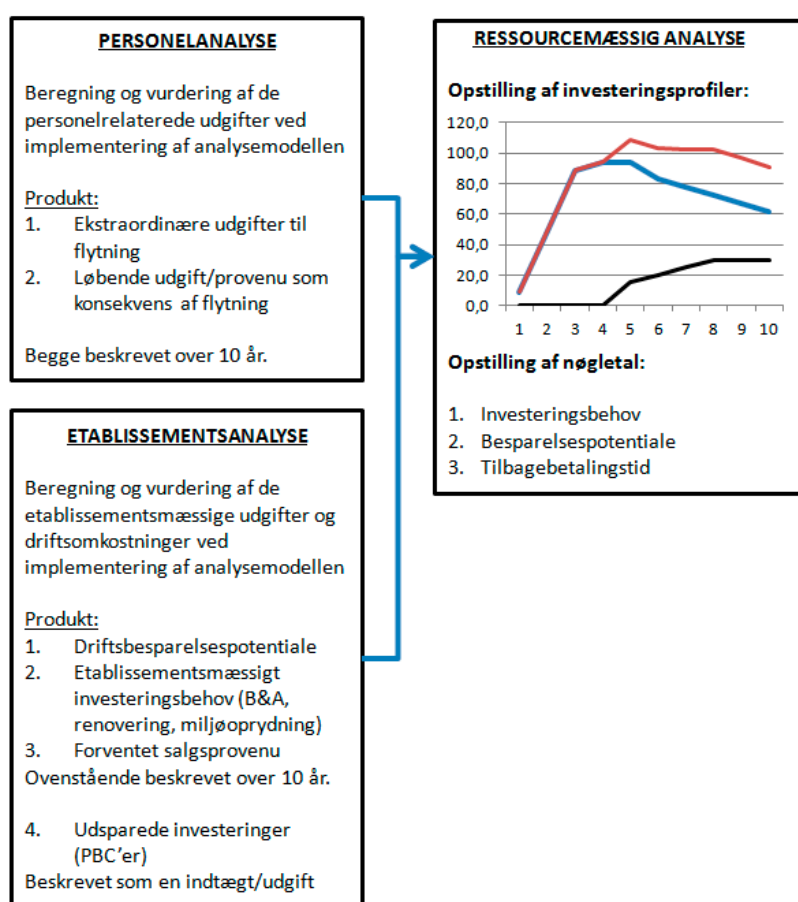 PERSONELANALYSE
Beregning og vurdering af de
personelrelaterede udgifter ved
implementering af analysemodellen
Produkt:
1. Ekstraordinære udgifter til
flytning
2. Løbende udgift/provenu som
konsekvens af flytning
Begge beskrevet over 10 år.
ETABLISSEMENTSANALYSE
Beregning og vurdering af de
etablissementsmæssige udgifter og
driftsomkostninger ved
implementering af analysemodellen
Produkt:
1. Driftsbesparelsespotentiale
2. Etablissementsmæssigt
investeringsbehov (B&A,
renovering, miljøoprydning)
3. Forventet salgsprovenu
Ovenstående beskrevet over 10 år.
4. Udsparede investeringer
(PBC'er)
Beskrevet som en indtægt/udgift
RESSOURCEMÆSSIG ANALYSE
Opstilling af investeringsprofiler:
120,0
100,0
80,0
60,0
40,0
20,0
0,0
1 2 3 4 5 6 7 8 9 10
Opstilling af nøgletal:
1. Investeringsbehov
2. Besparelsespotentiale
3. Tilbagebetalingstid